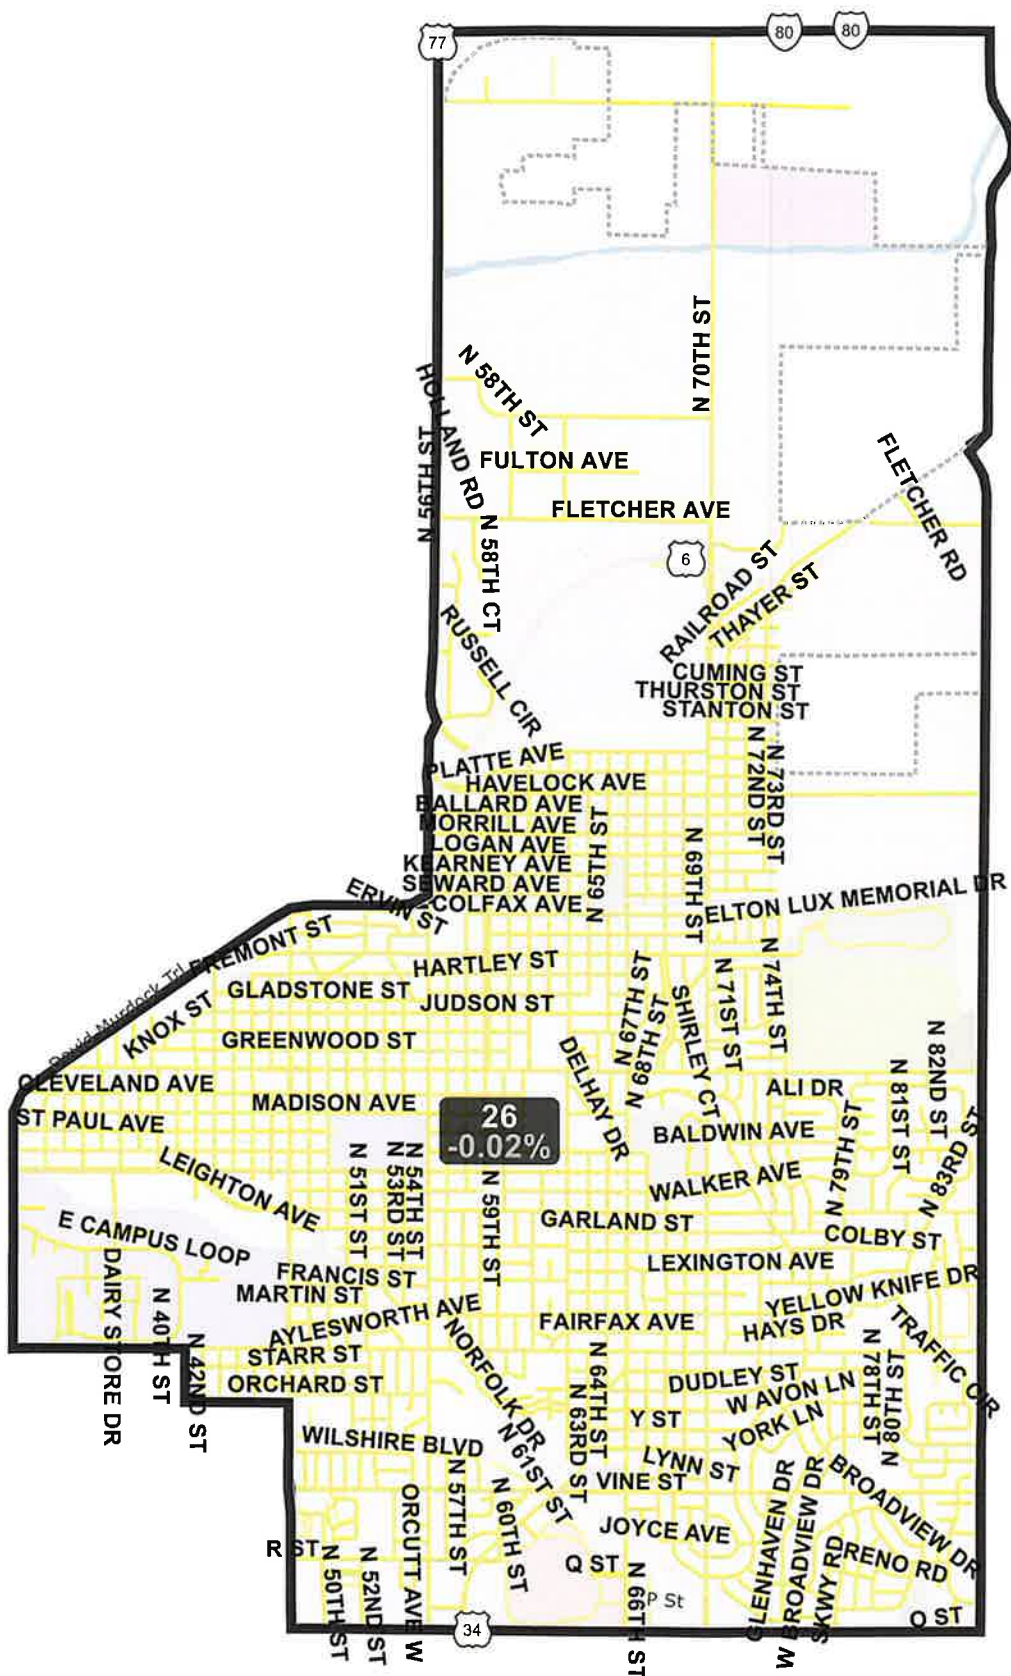 77
80
80
N 70TH ST
N 58TH ST
HOLLAND RD
N 56TH ST
FULTON AVE
FLETCHER RD
FLETCHER AVE
N 58TH CT
6
RAILROAD ST
THAYER ST
RUSSELL CIR
CUMING ST
THURSTON ST
STANTON ST
N 72ND ST
N 73RD ST
PLATTE AVE
HAVELOCK AVE
BALLARD AVE
MORRILL AVE
LOGAN AVE
KEARNEY AVE
SEWARD AVE
COLFAX AVE
N 65TH ST
N 69TH ST
ERVIN ST
ELTON LUX MEMORIAL DR
FREMONT ST
David Murdock Trl
HARTLEY ST
GLADSTONE ST
JUDSON ST
KNOX ST
GREENWOOD ST
N 67TH ST
N 68TH ST
SHIRLEY CT
N 71ST ST
N 74TH ST
DELHAY DR
N 82ND ST
N 81ST ST
CLEVELAND AVE
MADISON AVE
ALI DR
26
-0.02%
ST PAUL AVE
BALDWIN AVE
N 79TH ST
N 83RD ST
LEIGHTON AVE
N 51ST ST
N 53RD ST
N 54TH ST
N 59TH ST
WALKER AVE
GARLAND ST
COLBY ST
E CAMPUS LOOP
LEXINGTON AVE
FRANCIS ST
MARTIN ST
YELLOW KNIFE DR
DAIRY STORE DR
N 40TH ST
N 42ND ST
AYLESWORTH AVE
FAIRFAX AVE
HAYS DR
TRAFFIC CIR
STARR ST
NORFOLK DR
N 64TH ST
N 63RD ST
N 78TH ST
N 80TH ST
ORCHARD ST
DUDLEY ST
W AVON LN
Y ST
YORK LN
WILSHIRE BLVD
N 61ST ST
LYNN ST
VINE ST
N 57TH ST
N 60TH ST
ORCUTT AVE W
GLENHAVEN DR
W BROADVIEW DR
BROADVIEW DR
JOYCE AVE
R ST
N 50TH ST
N 52ND ST
Q ST
N 66TH ST
P St
SKWY RD
RENO RD
O ST
34